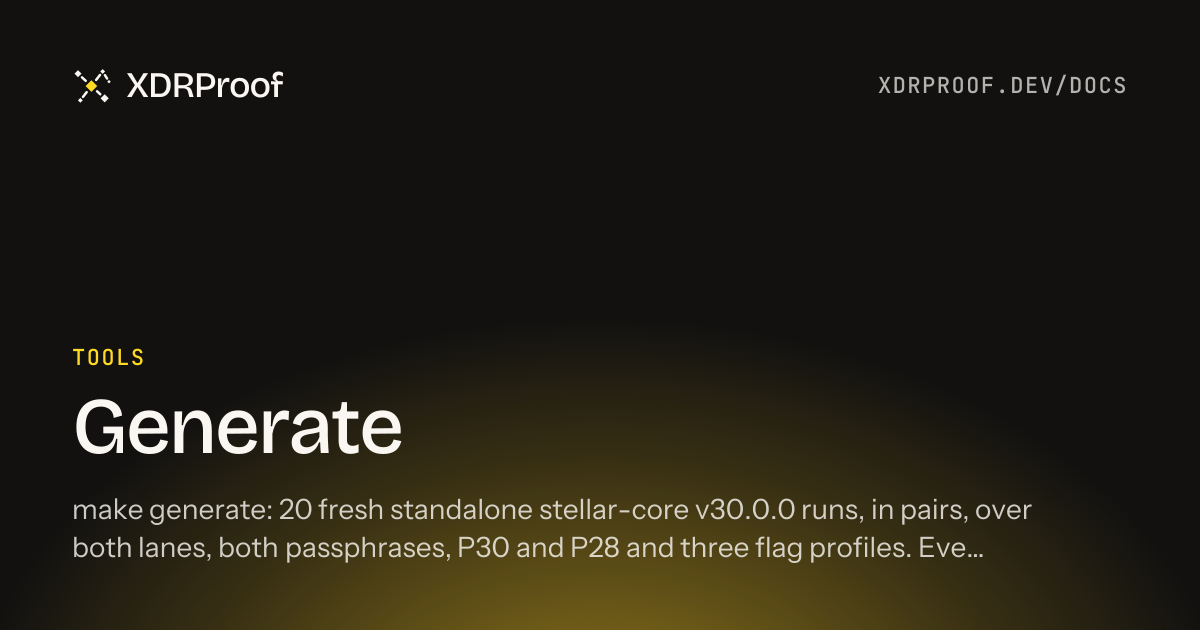 XDRProof
XDRPROOF.DEV/DOCS
TOOLS
Generate
make generate: 20 fresh standalone stellar-core v30.0.0 runs, in pairs, over
both lanes, both passphrases, P30 and P28 and three flag profiles. Eve...